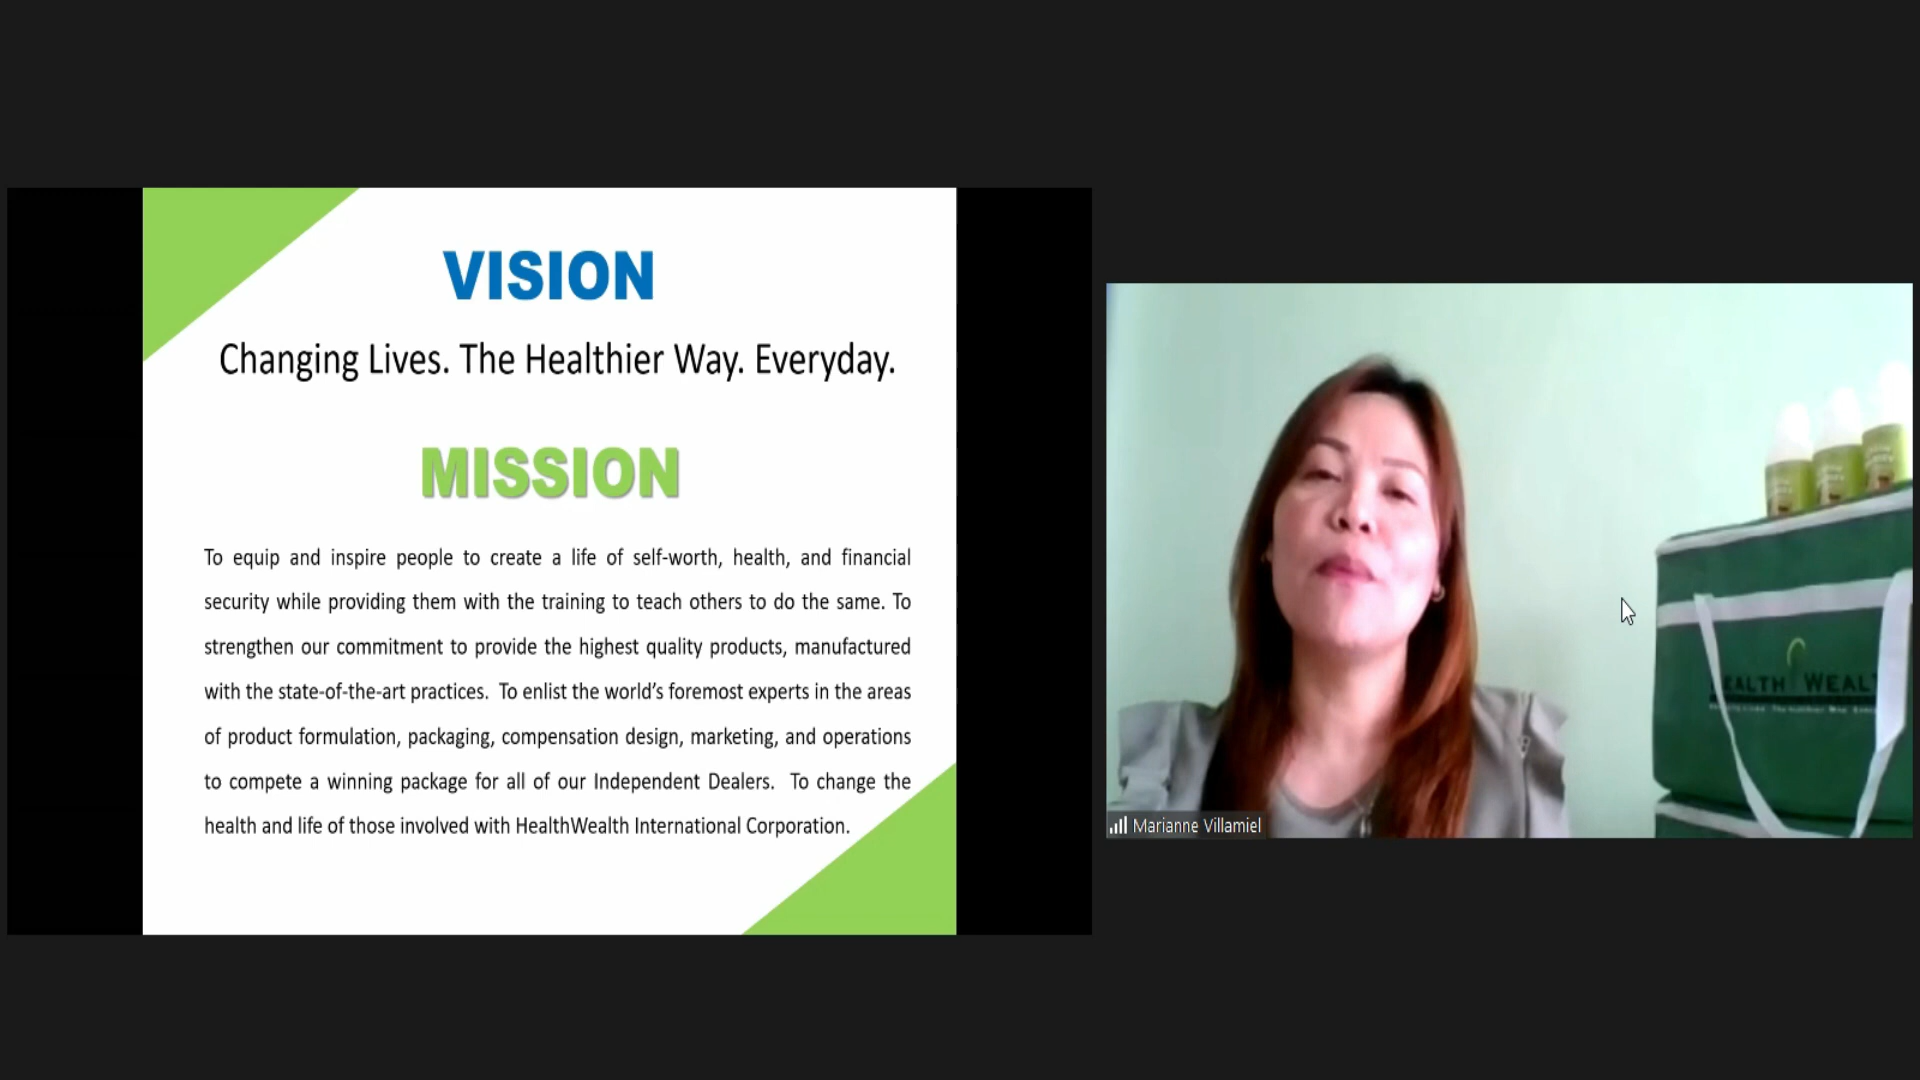 VISION
Changing Lives. The Healthier Way. Everyday.
MISSION
To equip and inspire people to create a life of self-worth, health, and financial
security while providing them with the training to teach others to do the same. To
strengthen our commitment to provide the highest quality products, manufactured
with the state-of-the-art practices. To enlist the world’s foremost experts in the areas
of product formulation, packaging, compensation design, marketing, and operations
to compete a winning package for all of our Independent Dealers. To change the
health and life of those involved with HealthWealth International Corporation.
Marianne Villamiel
EALTH WEAL